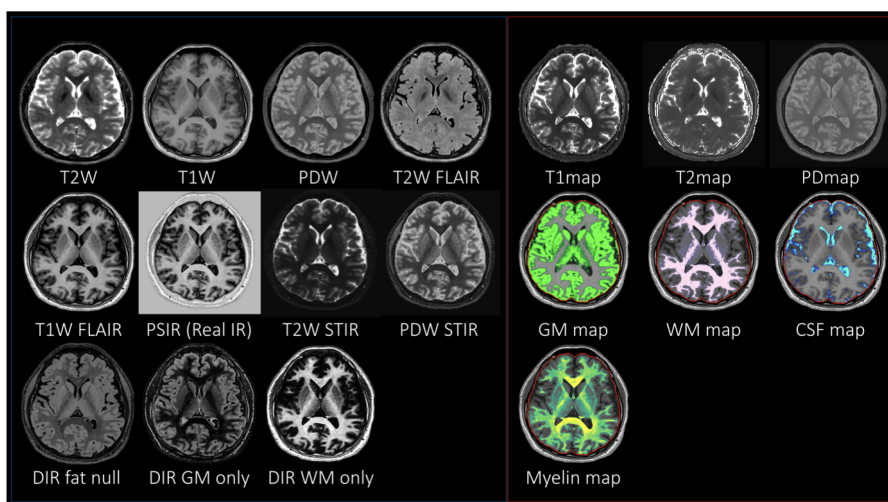 T2W
T1W
PDW
T2W FLAIR
T1map
T2map
PDmap
T1W FLAIR
PSIR (Real IR)
T2W STIR
PDW STIR
GM map
WM map
CSF map
DIR fat null
DIR GM only
DIR WM only
Myelin map